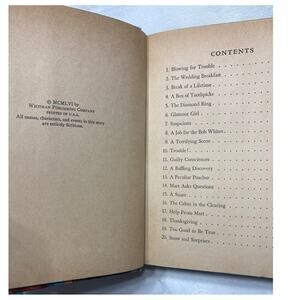 © MCMLVI by
Whitman Publishing Company
PRINTED IN U.S.A.
All names, characters, and events in this story
are entirely fictitious.
CONTENTS
1. Blowing for Trouble
2. The Wedding Breakfast
3. Break of a Lifetime
4. A Box of Toothpicks
5. The Diamond Ring
6. Glamour Girl
7. Suspicions
8. A Job for the Bob-Whites
9. A Terrifying Scene
10. Trouble!
11. Guilty Consciences
12. A Baffling Discovery
13. A Peculiar Poacher
14. Mart Asks Questions
15. A Snare
16. The Cabin in the Clearing
17. Help From Mart
18. Thanksgiving
19. Too Good to Be True
20. Snow and Surprises